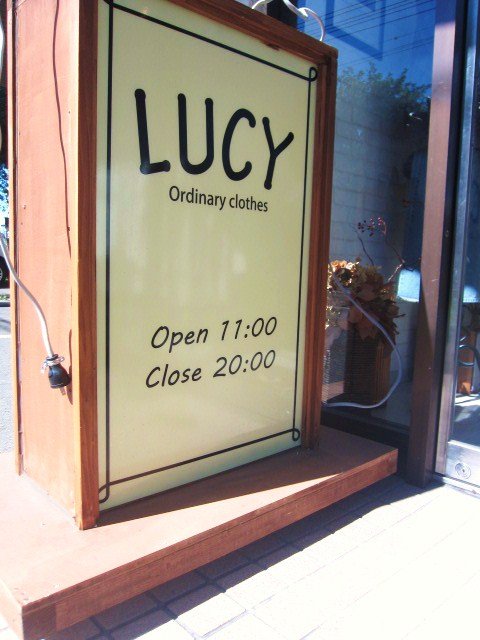 LUCY
Ordinary clothes
Open 11:00
Close 20:00